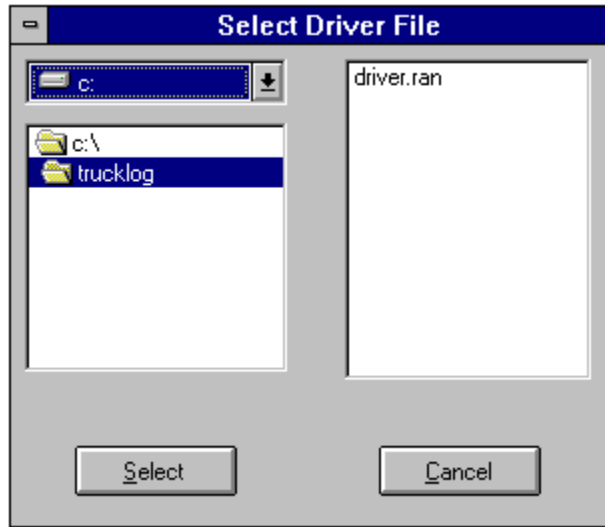 Select Driver File
c:
c:\
trucklog
driver.ran
Select
Cancel